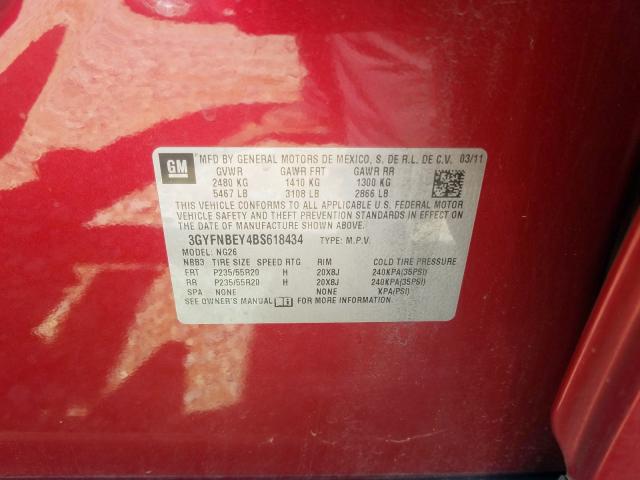 GM MFD BY GENERAL MOTORS DE MEXICO, S. DE R.L. DE C.V. 03/11
GVWR GAWR FRT GAWR RR
2480 KG 1410 KG 1300 KG
5467 LB 3108 LB 2866 LB
THIS VEHICLE CONFORMS TO ALL APPLICABLE U.S. FEDERAL MOTOR
VEHICLE SAFETY AND THEFT PREVENTION STANDARDS IN EFFECT ON
THE DATE OF MANUFACTURE SHOWN ABOVE.
3GYFNBEY4BS618434 TYPE: M.P.V.
MODEL: NG26
NBB3 TIRE SIZE SPEED RTG RIM COLD TIRE PRESSURE
FRT P235/55R20 H 20X8J 240KPA(35PSI)
RR P235/55R20 H 20X8J 240KPA(35PSI)
SPA NONE NONE KPA(PSI)
SEE OWNER'S MANUAL FOR MORE INFORMATION.